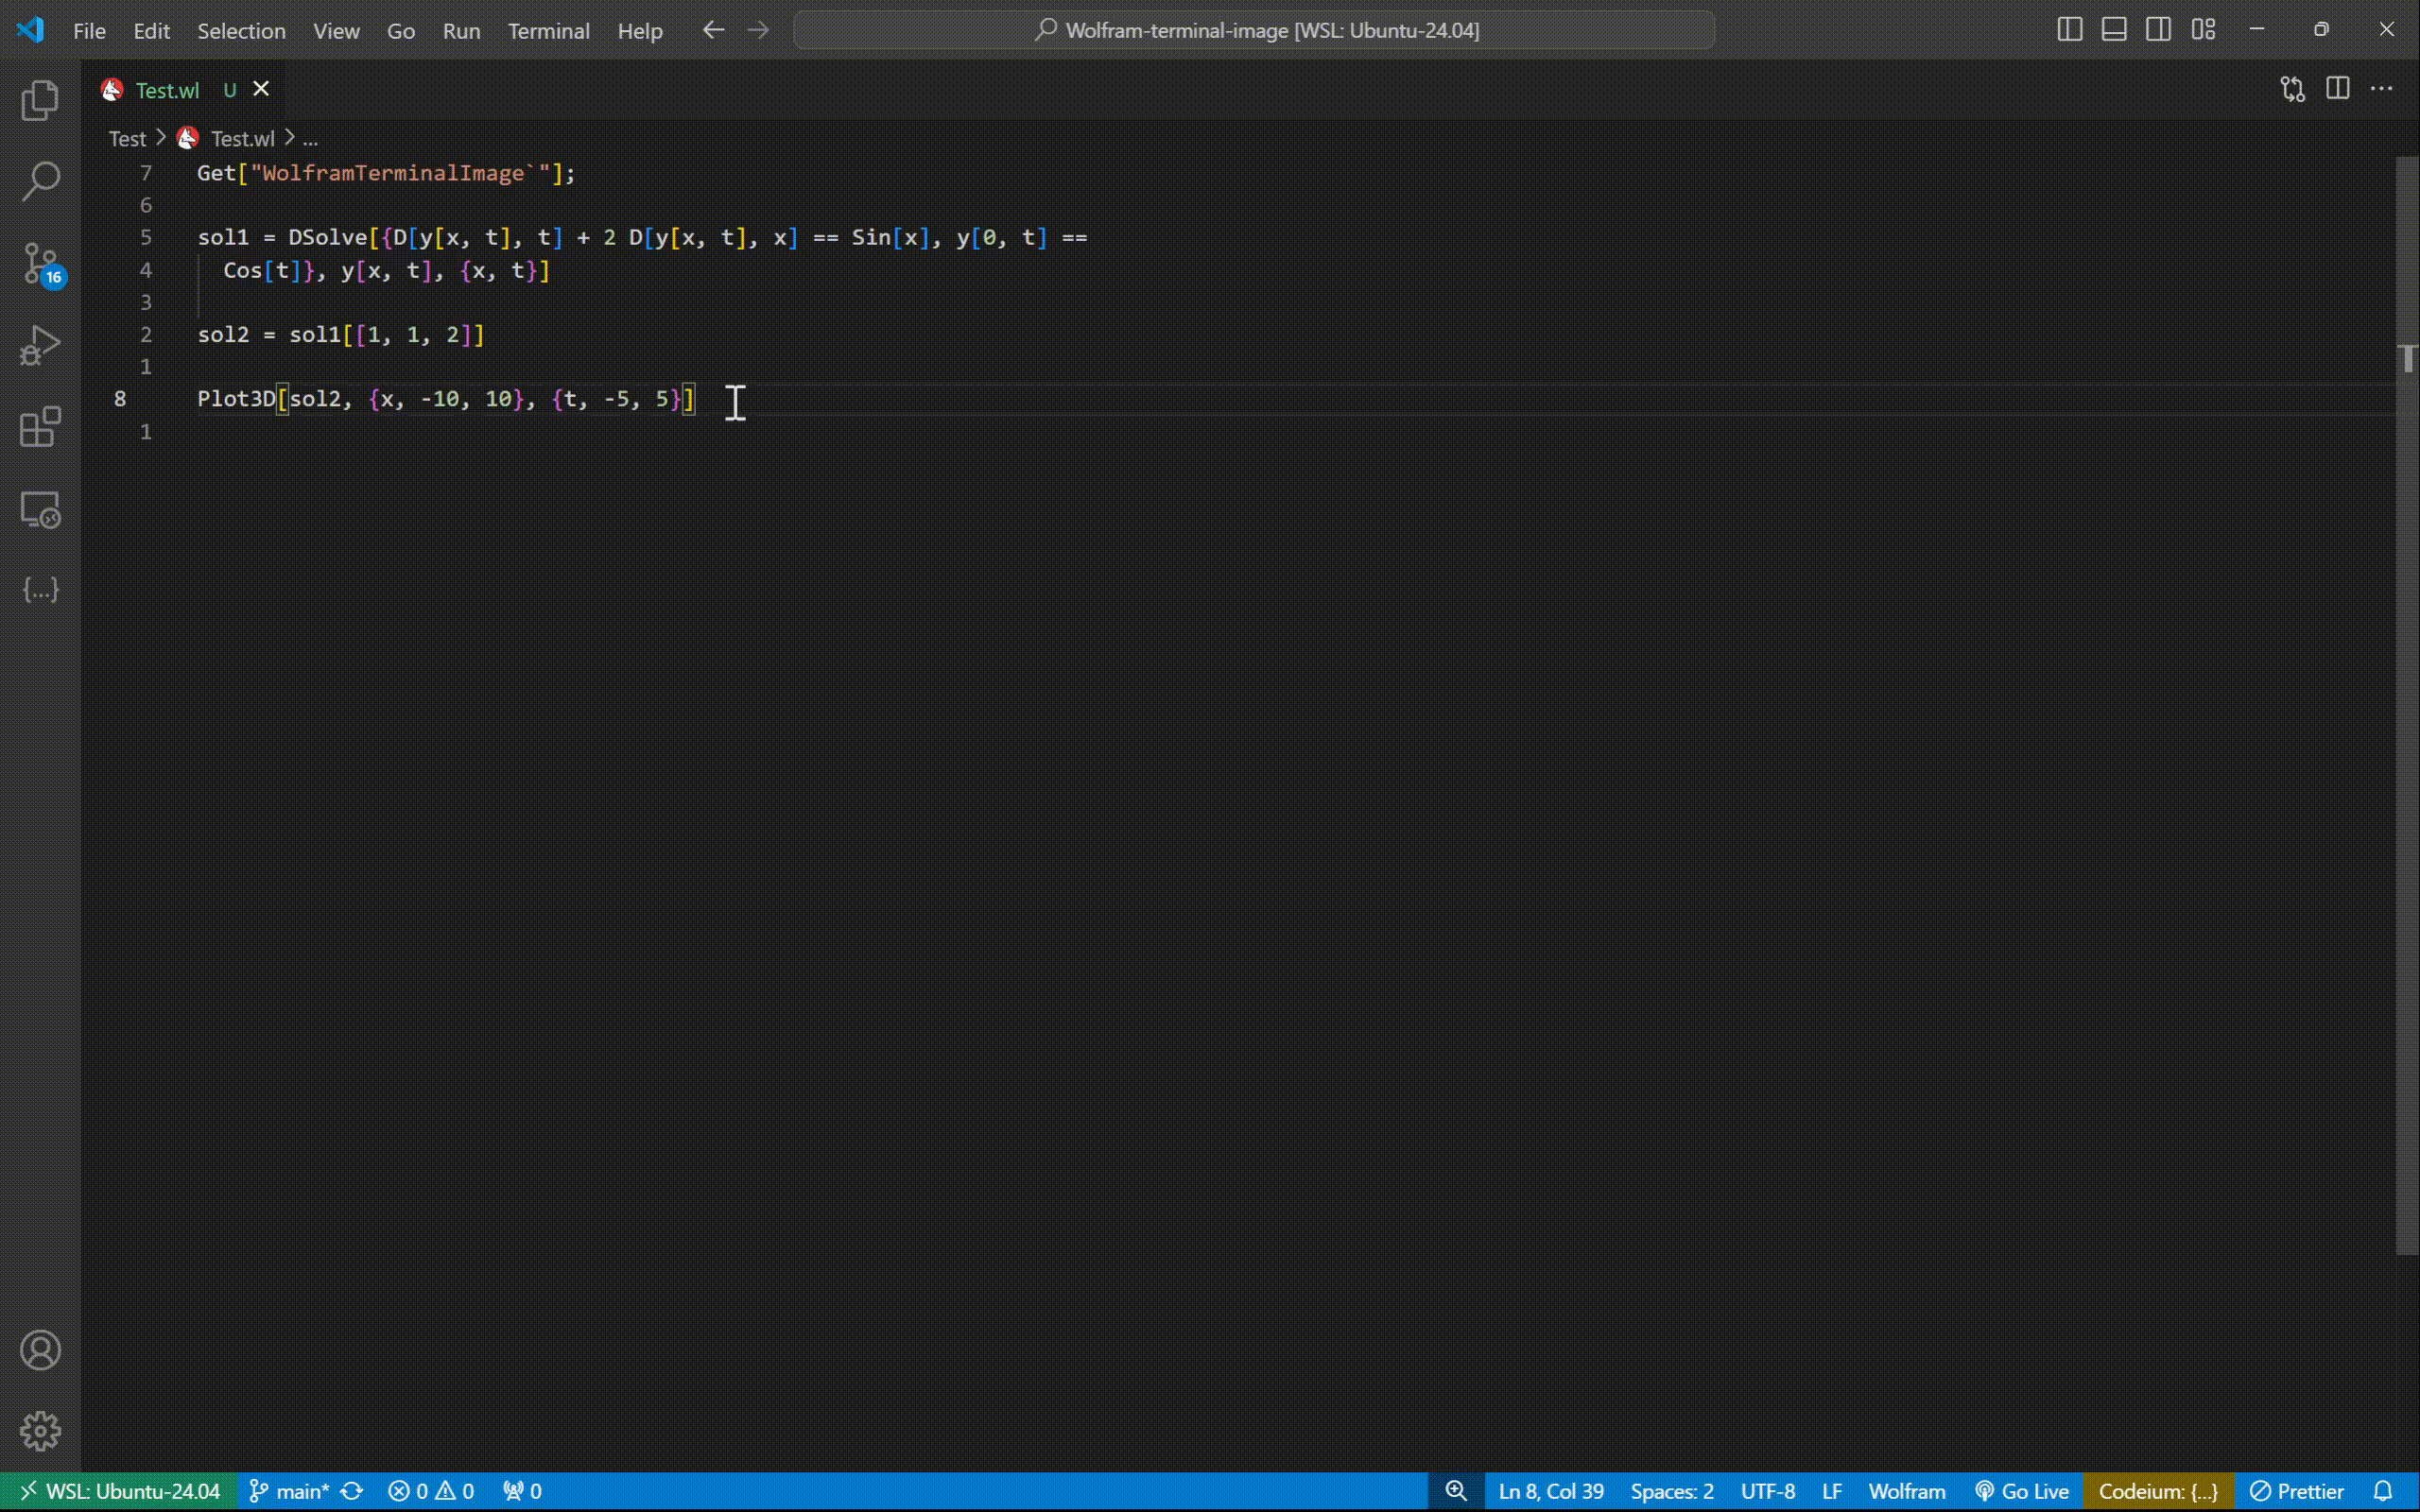 File Edit Selection View Go Run Terminal Help Wolfram-terminal-image [WSL: Ubuntu-24.04]
Test.wl U
Test > Test.wl > ...
7 Get["WolframTerminalImage`"];
6
5 sol1 = DSolve[{D[y[x, t], t] + 2 D[y[x, t], x] == Sin[x], y[0, t] ==
4 Cos[t]}, y[x, t], {x, t}]
3
2 sol2 = sol1[[1, 1, 2]]
1
8 Plot3D[sol2, {x, -10, 10}, {t, -5, 5}]
1
16
{...}
WSL: Ubuntu-24.04 main* 0 0 0 Ln 8, Col 39 Spaces: 2 UTF-8 LF Wolfram Go Live Codeium: {...} Prettier